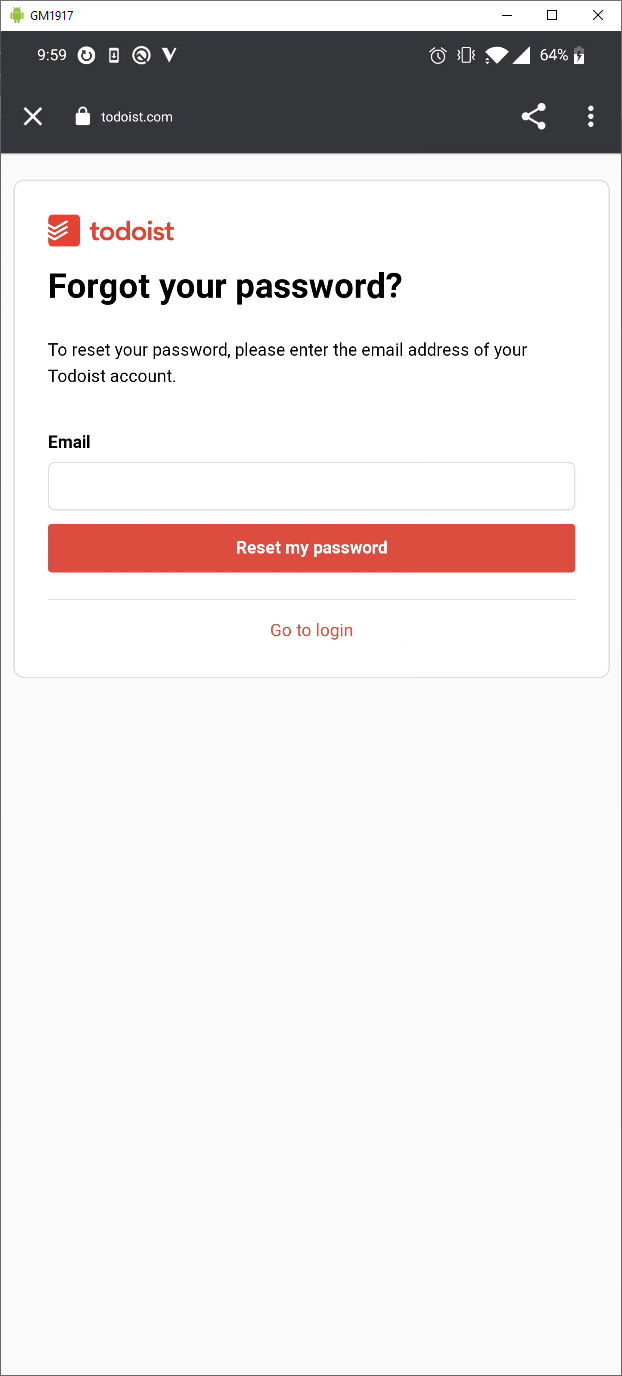 GM1917
9:59
64%
todoist.com
todoist
Forgot your password?
To reset your password, please enter the email address of your
Todoist account.
Email
Reset my password
Go to login